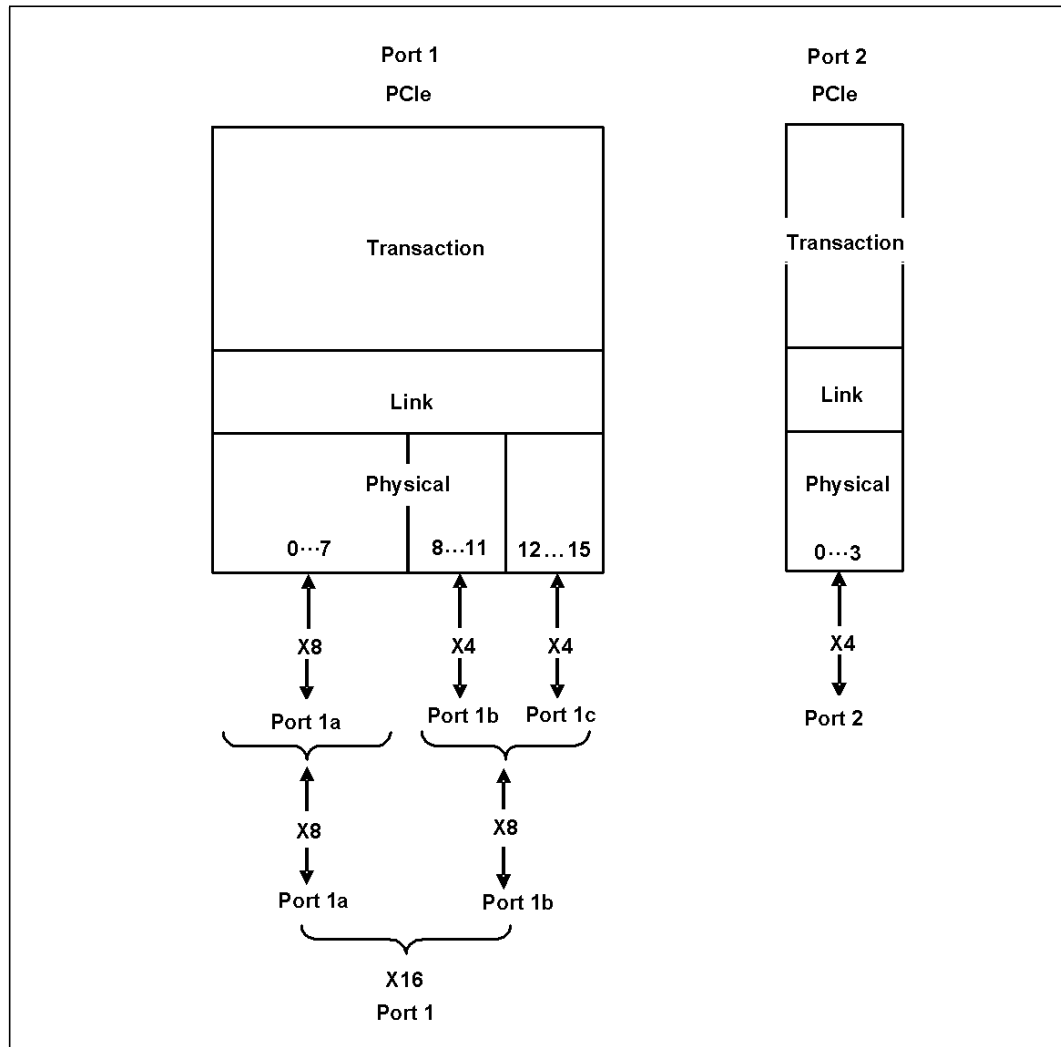 Port 1
PCIe
Transaction
Link
Physical
0…7
8…11
12…15
X8
X4
X4
Port 1a
Port 1b
Port 1c
X8
X8
Port 1a
Port 1b
X16
Port 1
Port 2
PCIe
Transaction
Link
Physical
0…3
X4
Port 2